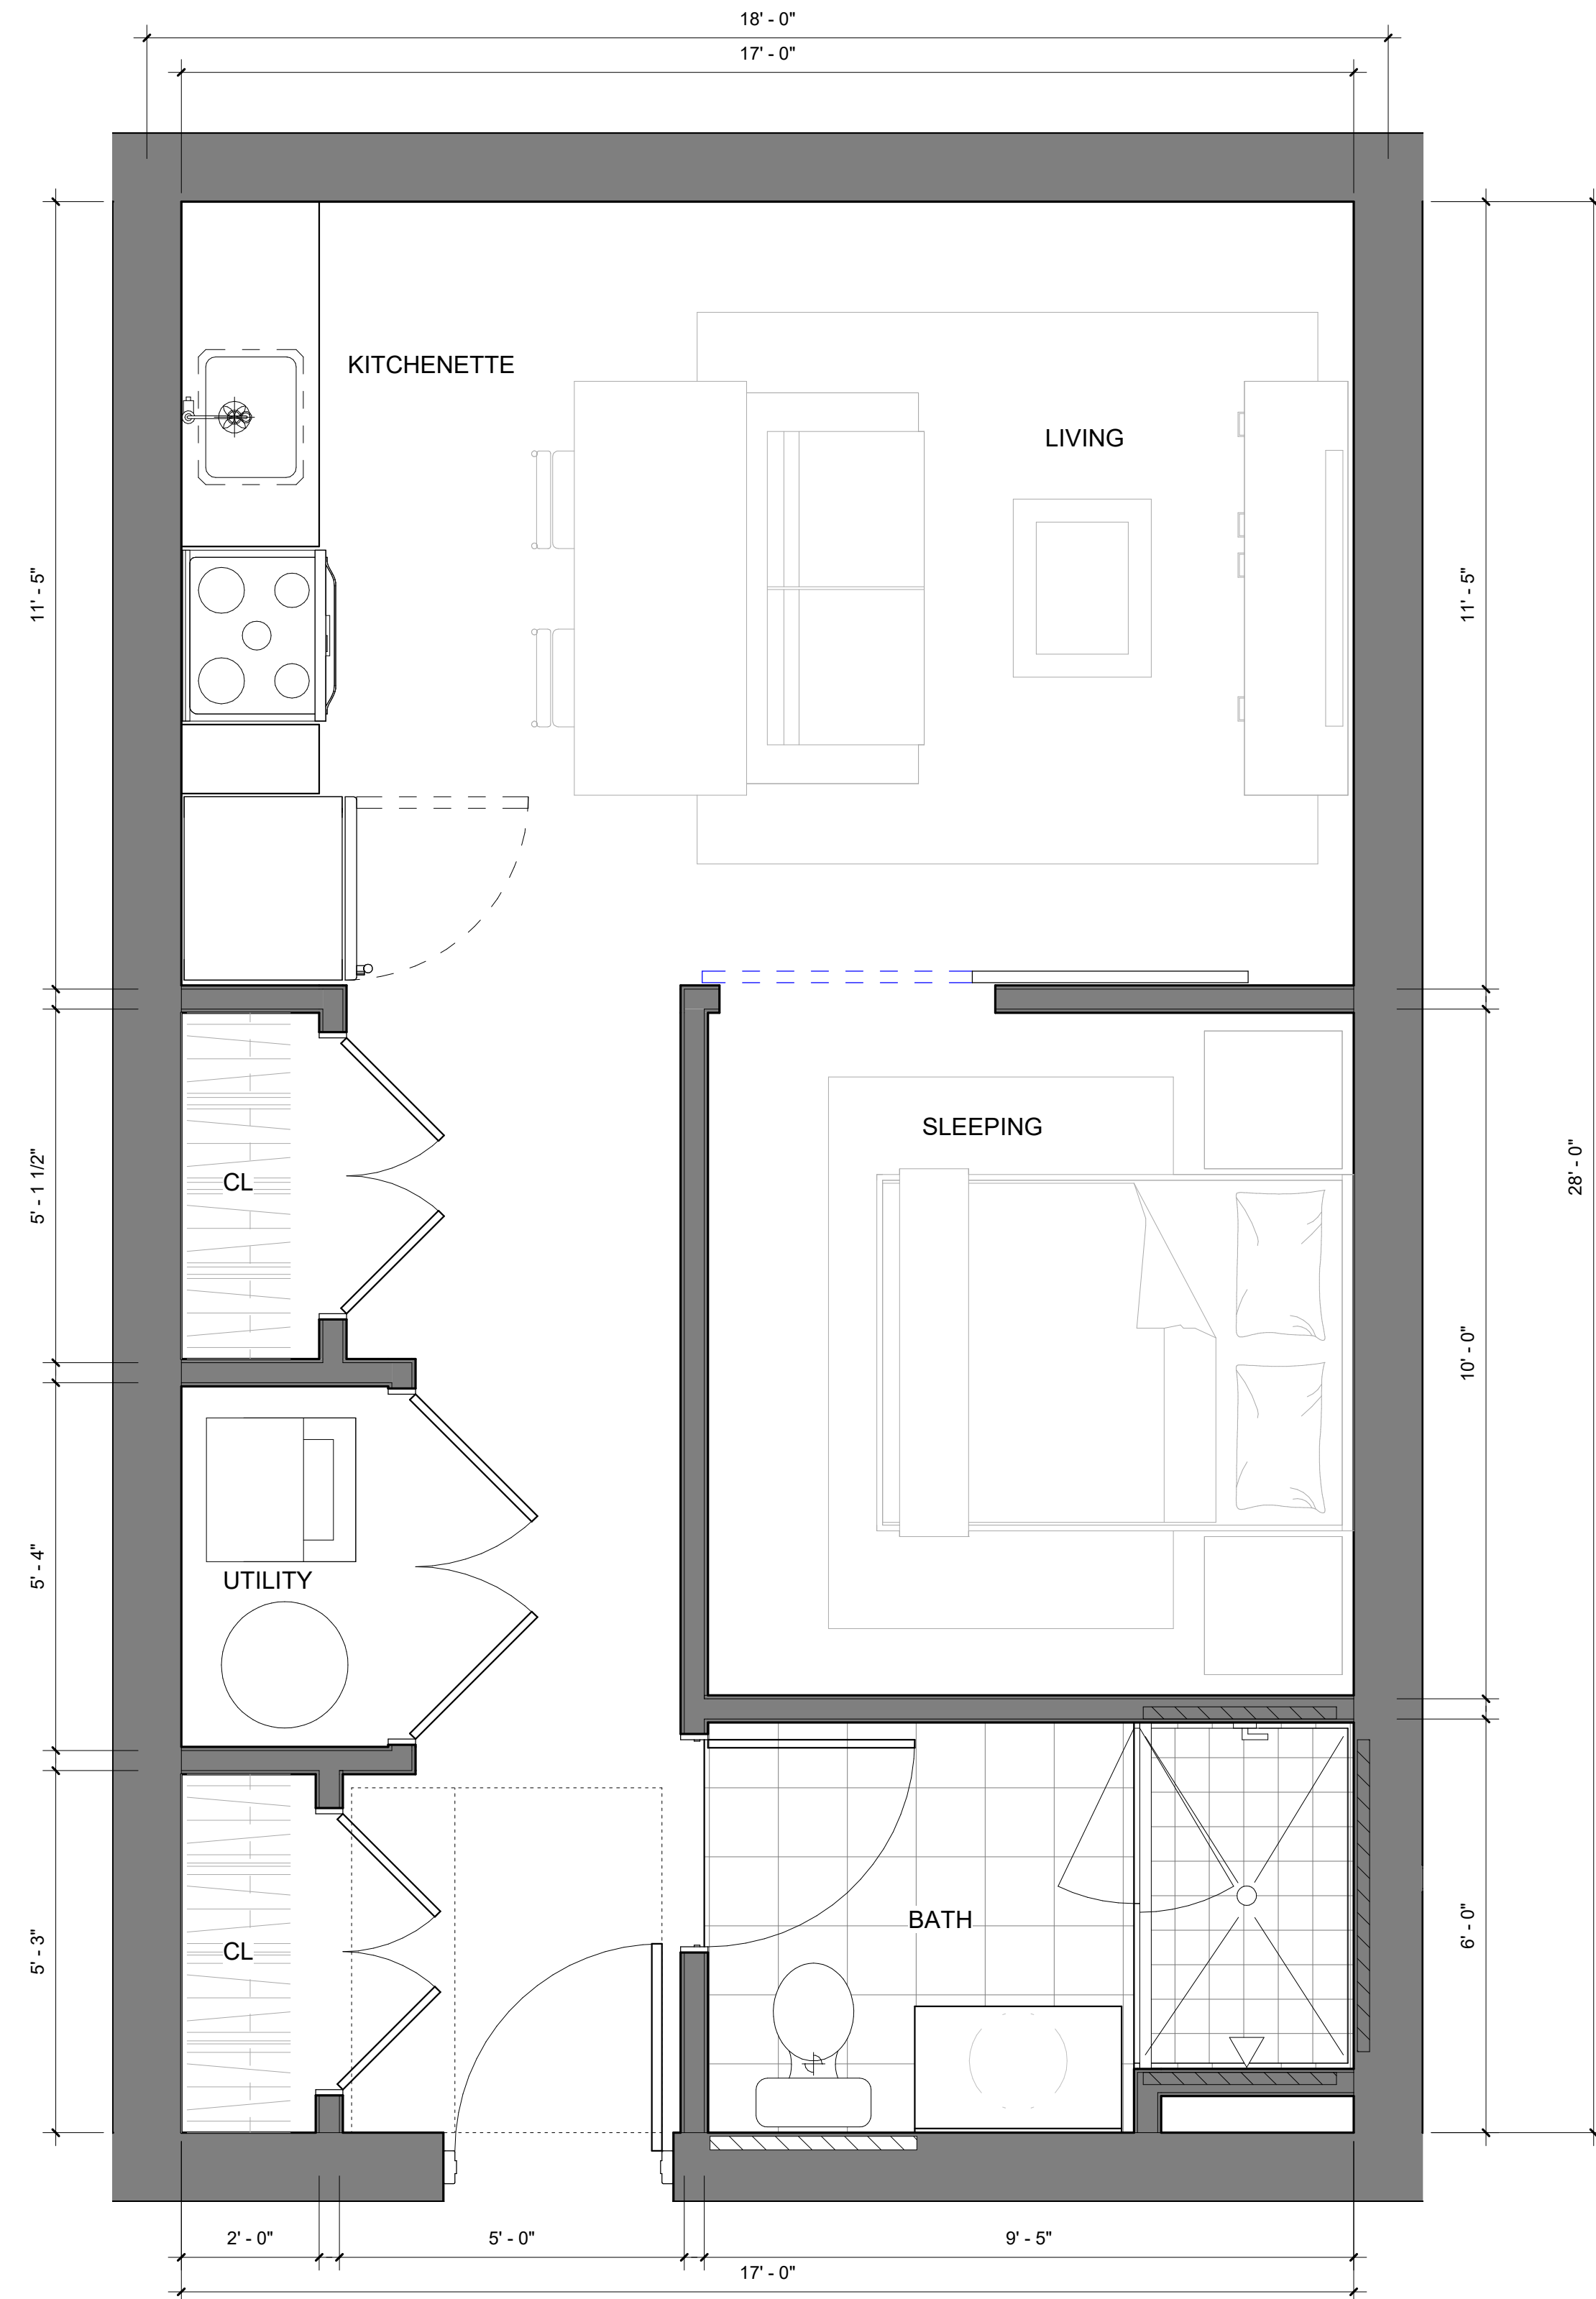 18' - 0"
17' - 0"
KITCHENETTE
LIVING
11' - 5"
11' - 5"
SLEEPING
5' - 1 1/2"
CL
28' - 0"
10' - 0"
5' - 4"
UTILITY
BATH
6' - 0"
5' - 3"
CL
2' - 0"
5' - 0"
9' - 5"
17' - 0"